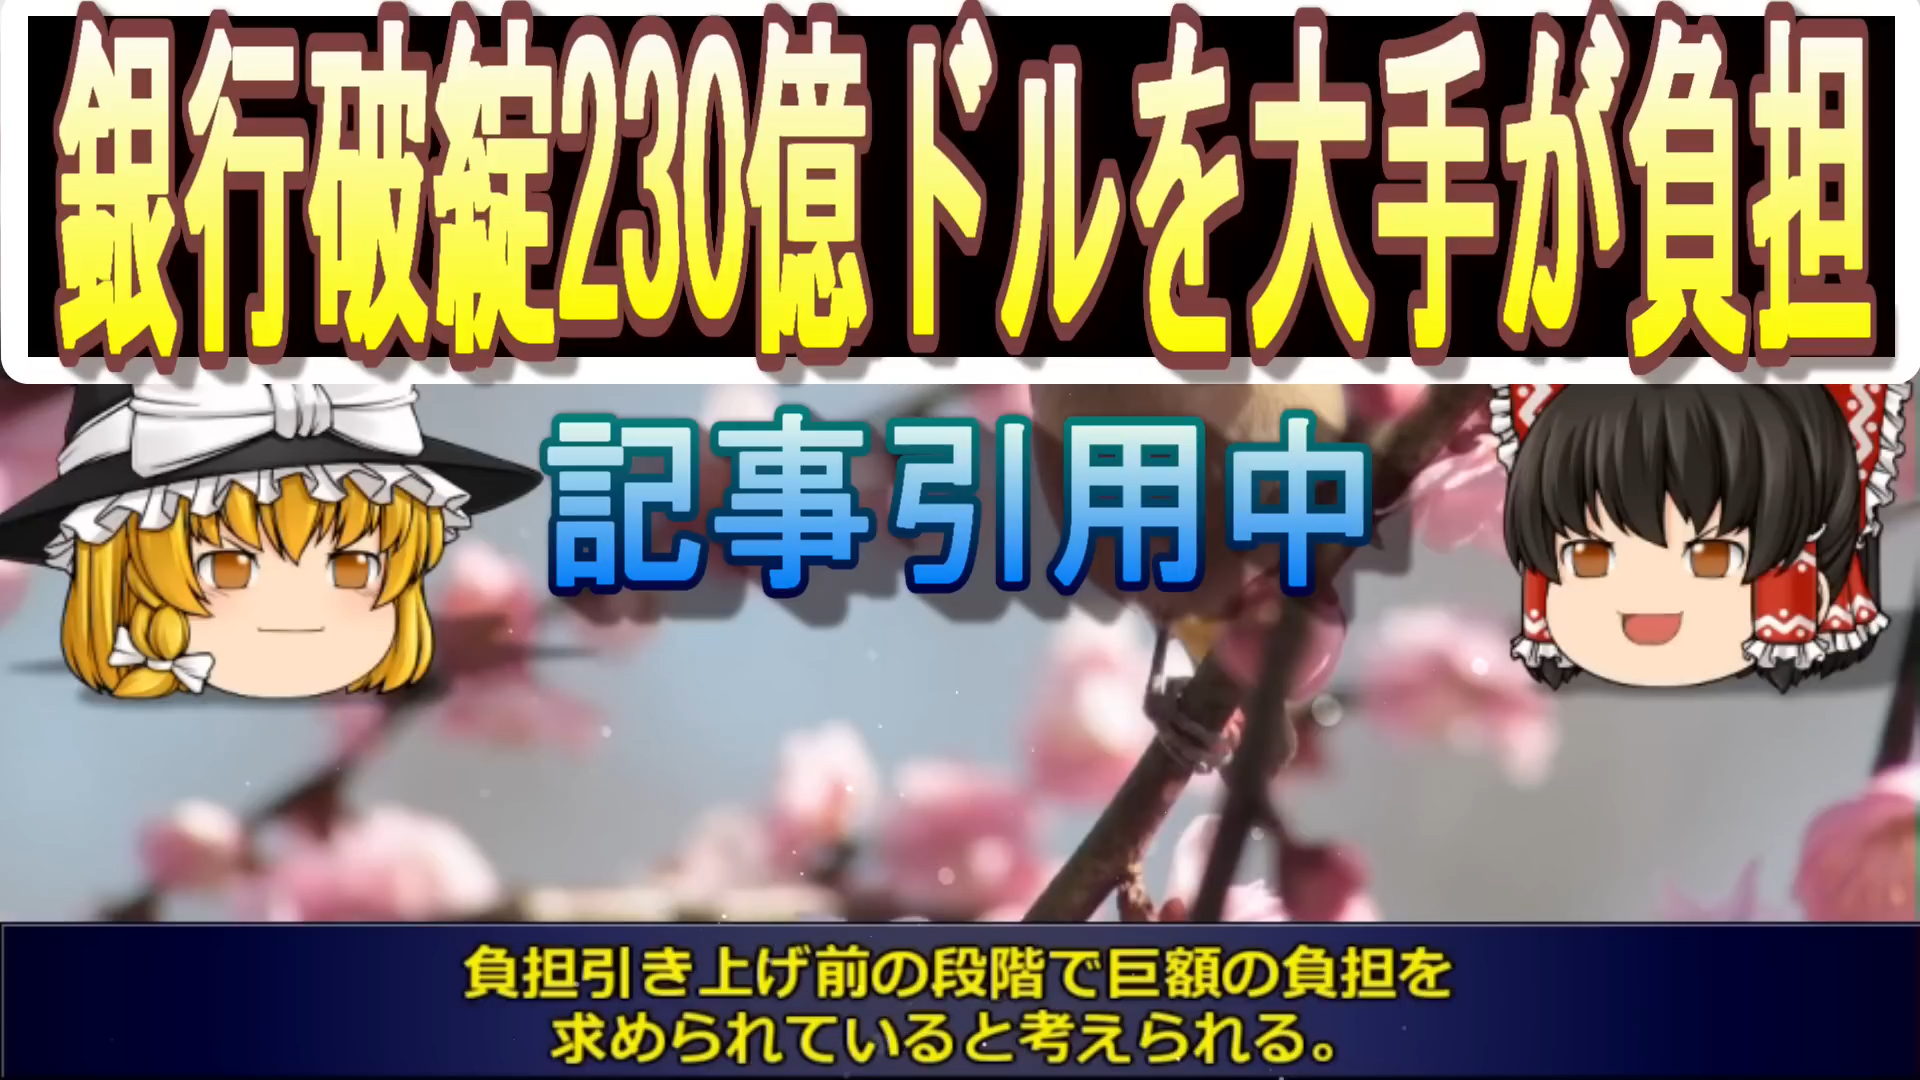 銀行破綻230億ドルを大手が負担
記事引用中
負担引き上げ前の段階で巨額の負担を
求められていると考えられる。